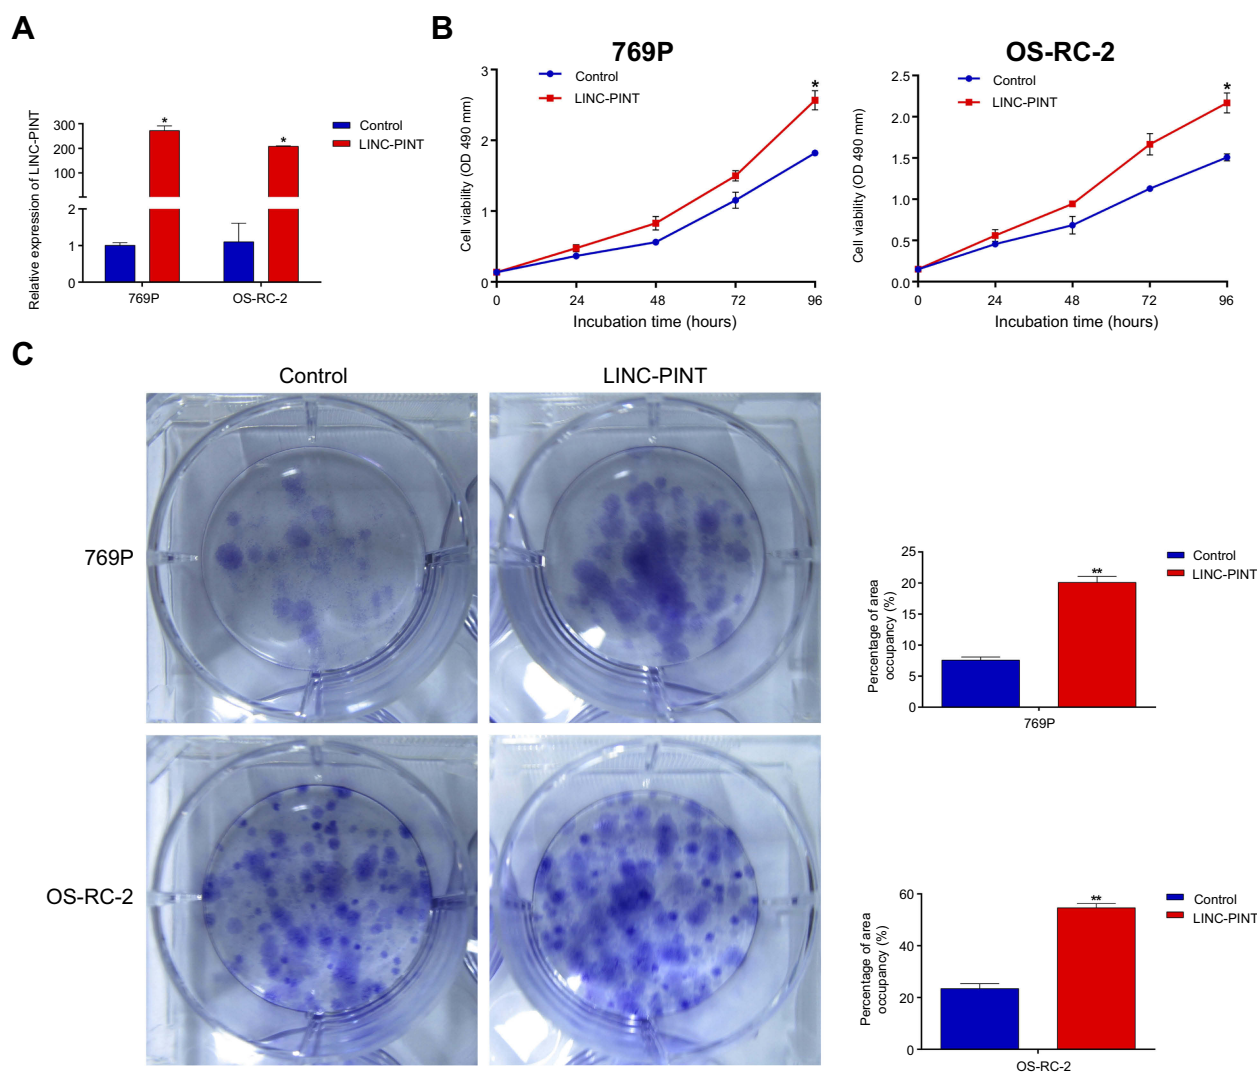 A
Relative expression of LINC-PINT
300
200
100
2
1
0
*
*
769P
OS-RC-2
Control
LINC-PINT
B
769P
Control
LINC-PINT
Cell viability (OD 490 mm)
3
2
1
0
*
0 24 48 72 96
Incubation time (hours)
OS-RC-2
Control
LINC-PINT
Cell viability (OD 490 mm)
2.5
2.0
1.5
1.0
0.5
0.0
*
0 24 48 72 96
Incubation time (hours)
C
Control
LINC-PINT
769P
OS-RC-2
Percentage of area
occupancy (%)
25
20
15
10
5
0
**
769P
Control
LINC-PINT
Percentage of area
occupancy (%)
60
40
20
0
**
OS-RC-2
Control
LINC-PINT